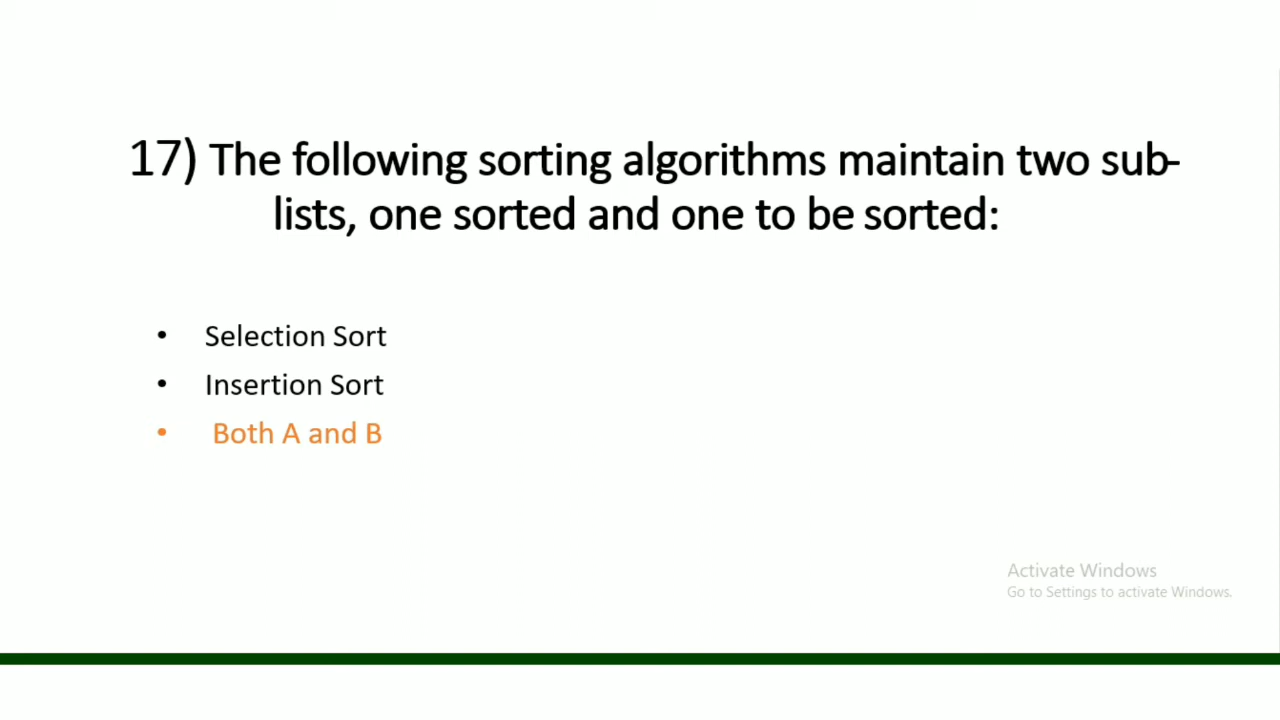 17) The following sorting algorithms maintain two sub-
lists, one sorted and one to be sorted:
• Selection Sort
• Insertion Sort
• Both A and B
Activate Windows
Go to Settings to activate Windows.